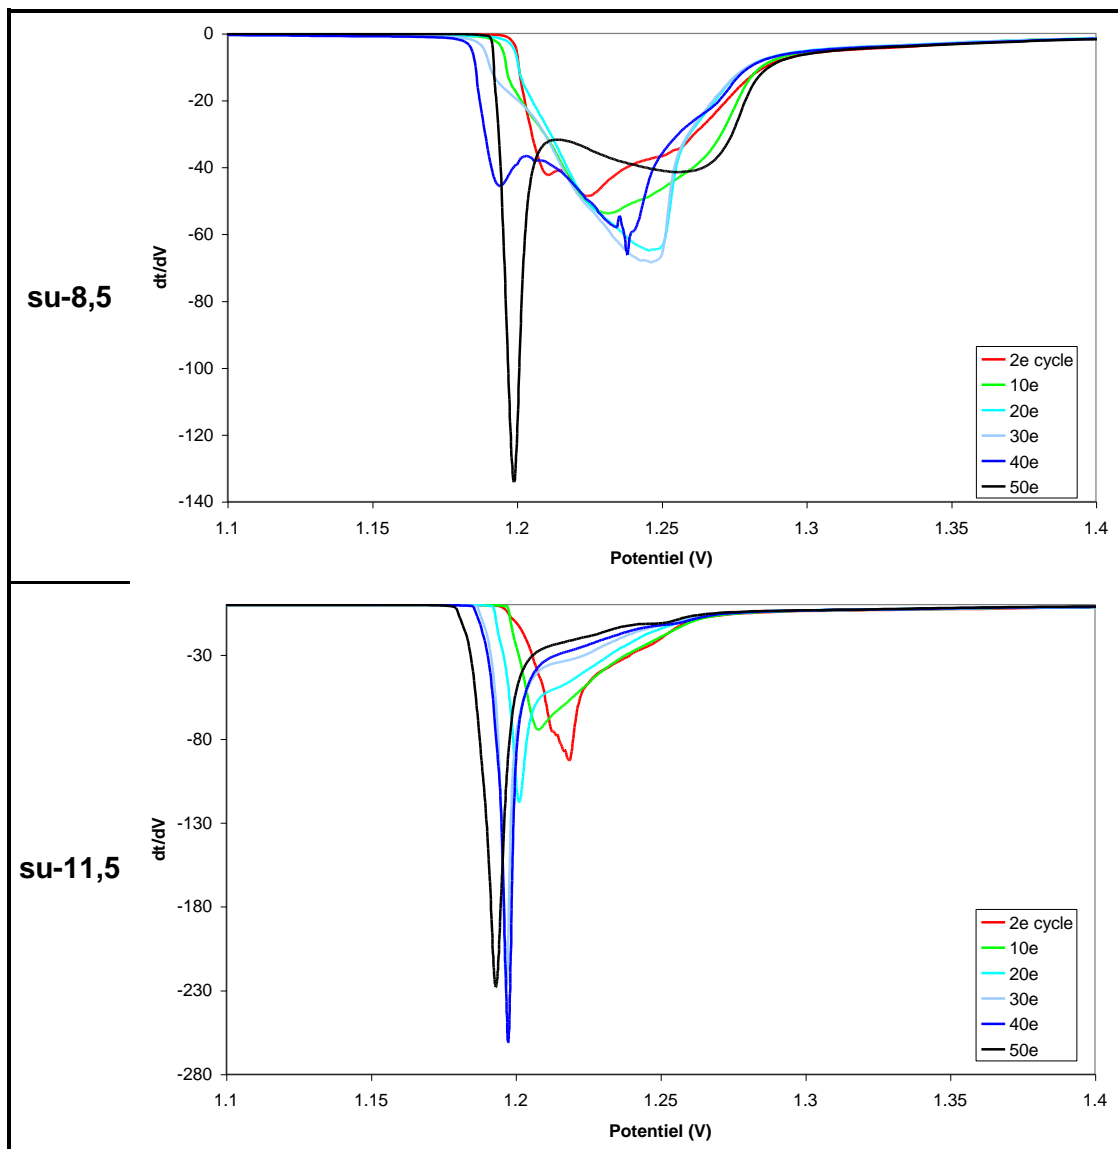 su-8,5
dt/dV
0
-20
-40
-60
-80
-100
-120
-140
1.1
1.15
1.2
1.25
1.3
1.35
1.4
Potentiel (V)
2e cycle
10e
20e
30e
40e
50e
su-11,5
dt/dV
-30
-80
-130
-180
-230
-280
1.1
1.15
1.2
1.25
1.3
1.35
1.4
Potentiel (V)
2e cycle
10e
20e
30e
40e
50e